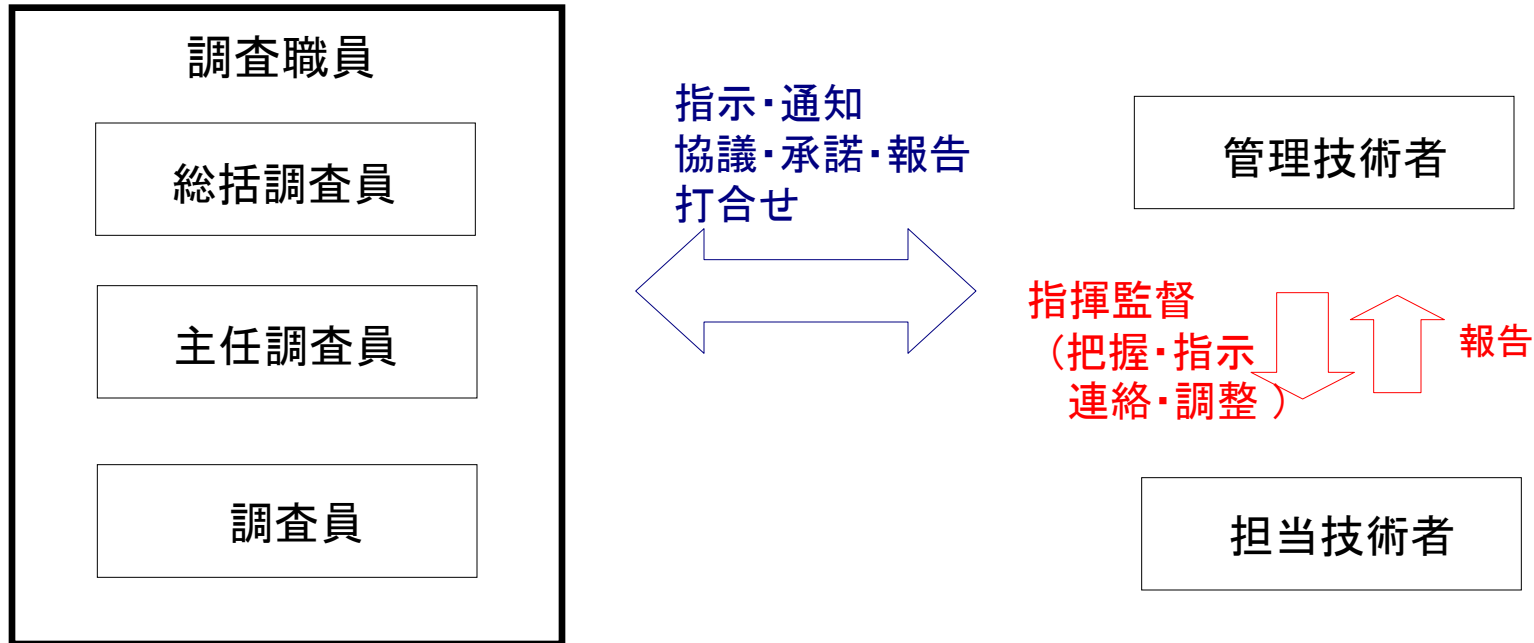 調査職員
総括調査員
主任調査員
調査員
指示・通知
協議・承諾・報告
打合せ
管理技術者
指揮監督
（把握・指示
連絡・調整 ）
報告
担当技術者